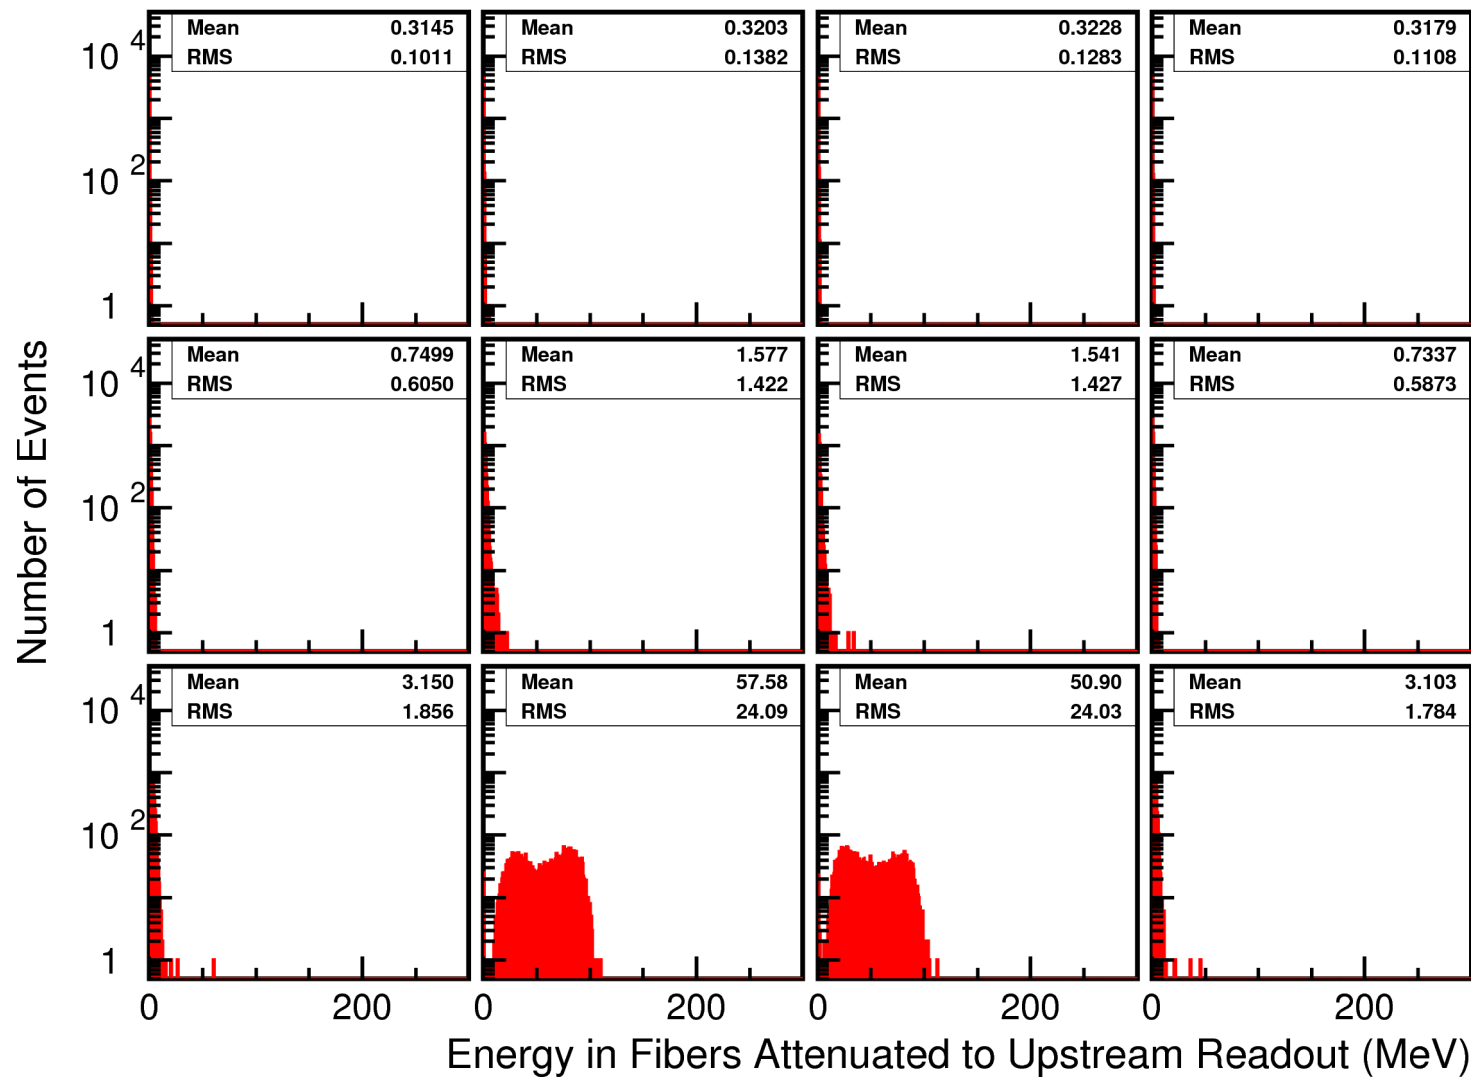 Mean 0.3145 Mean 0.3203 Mean 0.3228 Mean 0.3179
10^4 RMS 0.1011 RMS 0.1382 RMS 0.1283 RMS 0.1108
10^2
1
Number of Events
Mean 0.7499 Mean 1.577 Mean 1.541 Mean 0.7337
10^4 RMS 0.6050 RMS 1.422 RMS 1.427 RMS 0.5873
10^2
1
Mean 3.150 Mean 57.58 Mean 50.90 Mean 3.103
10^4 RMS 1.856 RMS 24.09 RMS 24.03 RMS 1.784
10^2
1
0 200 0 200 0 200 0 200
Energy in Fibers Attenuated to Upstream Readout (MeV)